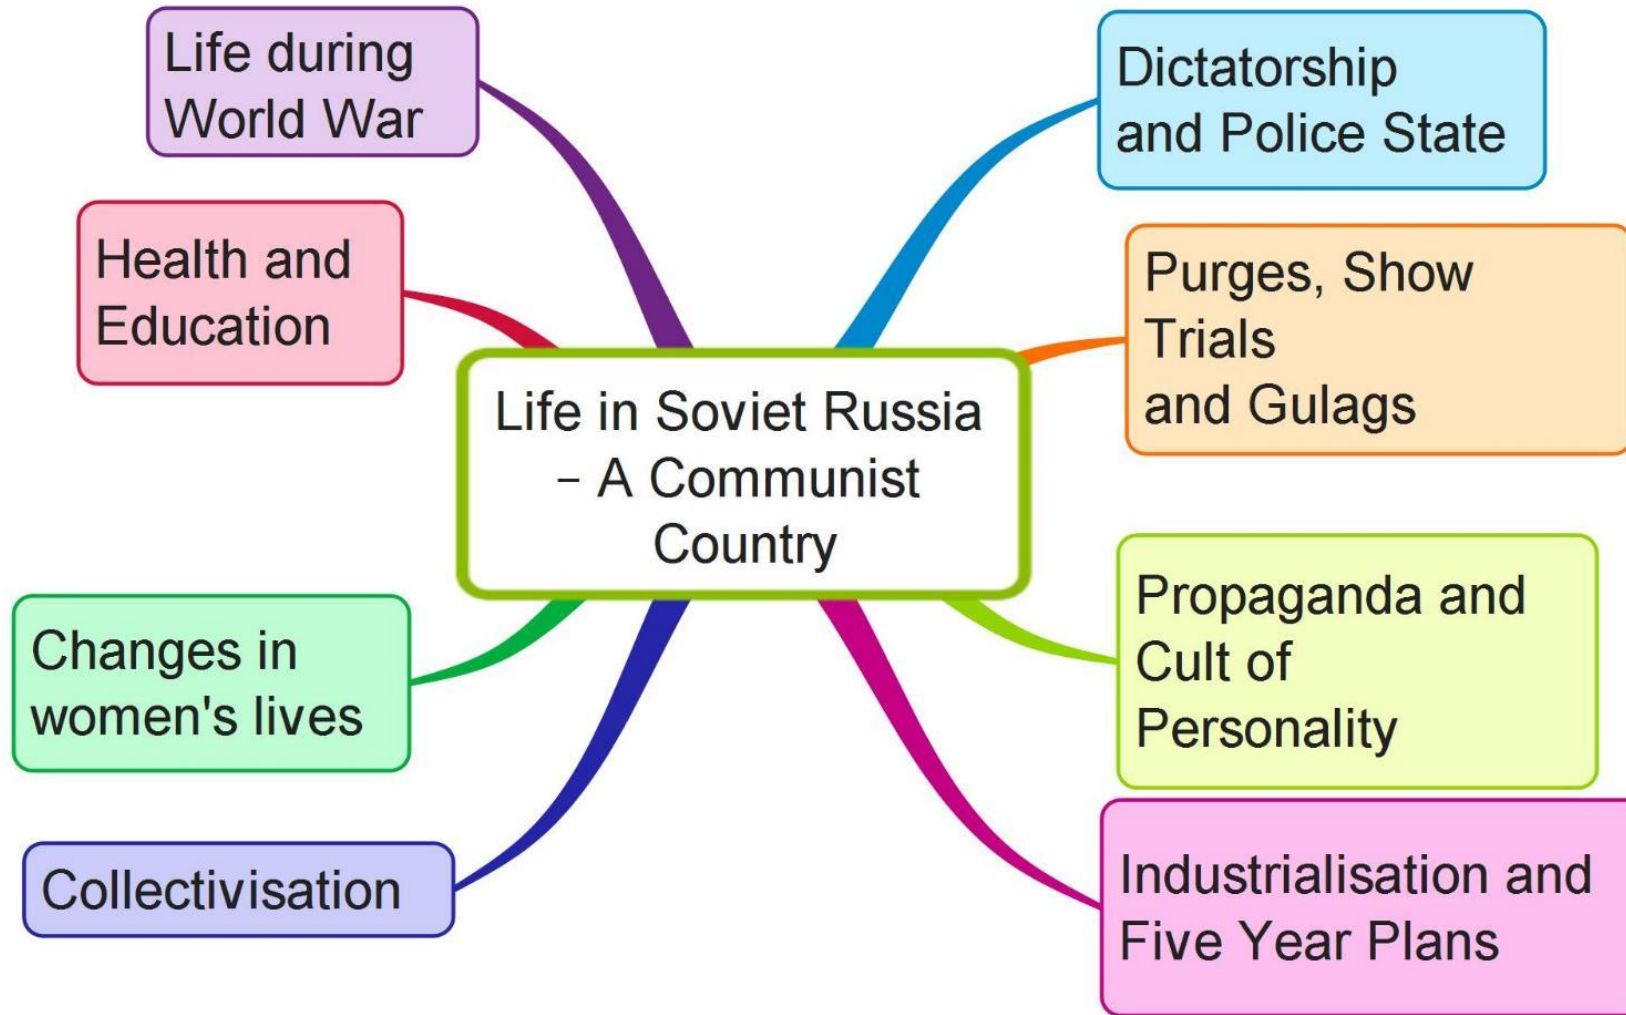 Life during
World War
Dictatorship
and Police State
Health and
Education
Purges, Show
Trials
and Gulags
Life in Soviet Russia
– A Communist
Country
Changes in
women's lives
Propaganda and
Cult of
Personality
Collectivisation
Industrialisation and
Five Year Plans